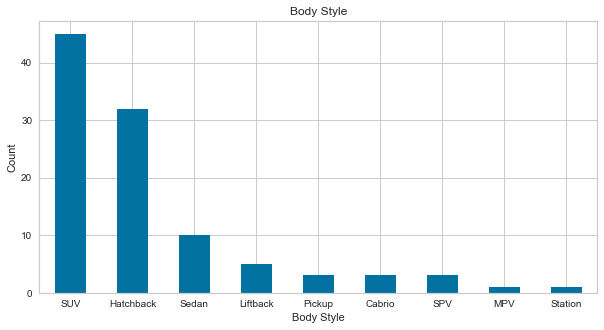 Body Style
Count
40
30
20
10
0
SUV Hatchback Sedan Liftback Pickup Cabrio SPV MPV Station
Body Style